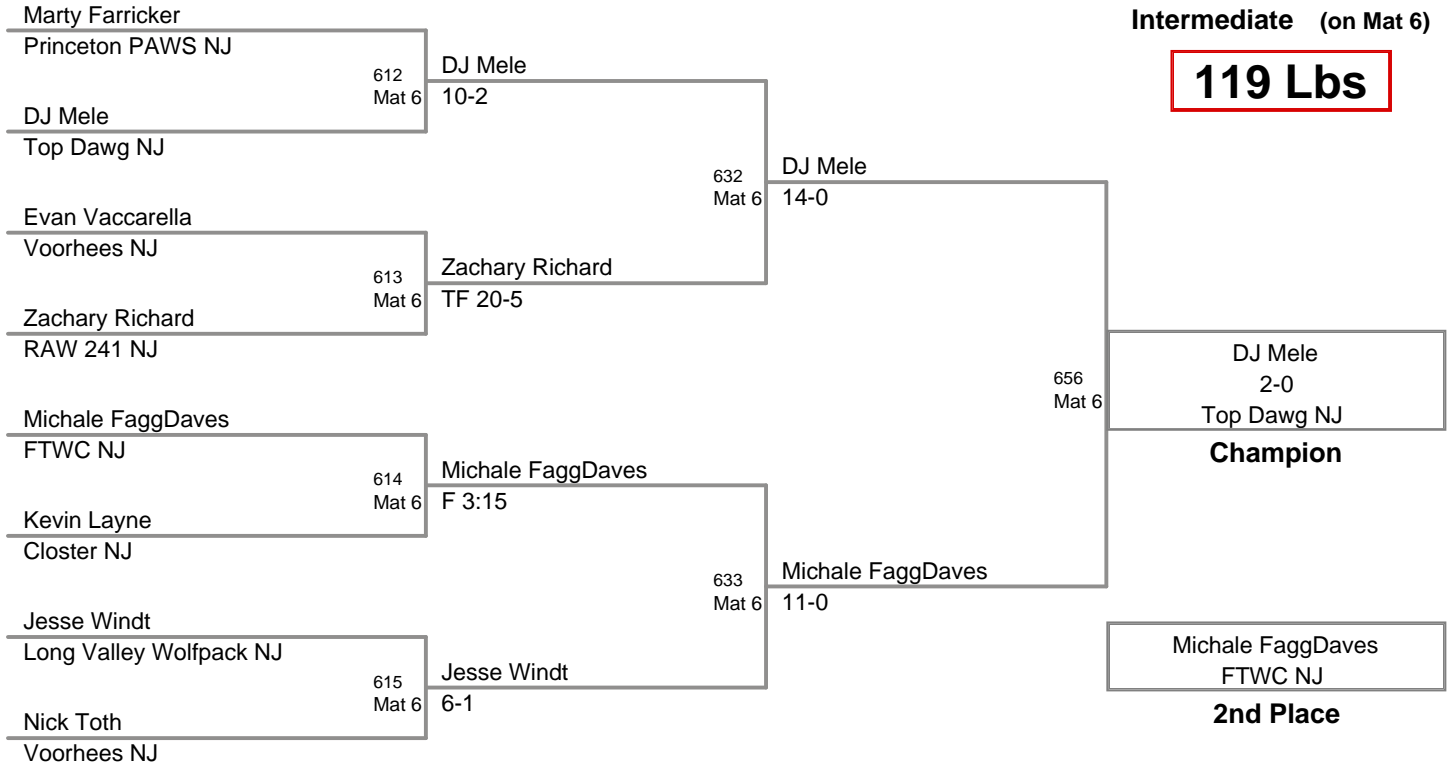 Marty Farricker
Princeton PAWS NJ
Intermediate (on Mat 6)
119 Lbs
612
Mat 6
DJ Mele
10-2
DJ Mele
Top Dawg NJ
632
Mat 6
DJ Mele
14-0
Evan Vaccarella
Voorhees NJ
613
Mat 6
Zachary Richard
TF 20-5
Zachary Richard
RAW 241 NJ
656
Mat 6
DJ Mele
2-0
Top Dawg NJ
Champion
Michale FaggDaves
FTWC NJ
614
Mat 6
Michale FaggDaves
F 3:15
Kevin Layne
Closter NJ
633
Mat 6
Michale FaggDaves
11-0
Jesse Windt
Long Valley Wolfpack NJ
615
Mat 6
Jesse Windt
6-1
Nick Toth
Voorhees NJ
Michale FaggDaves
FTWC NJ
2nd Place